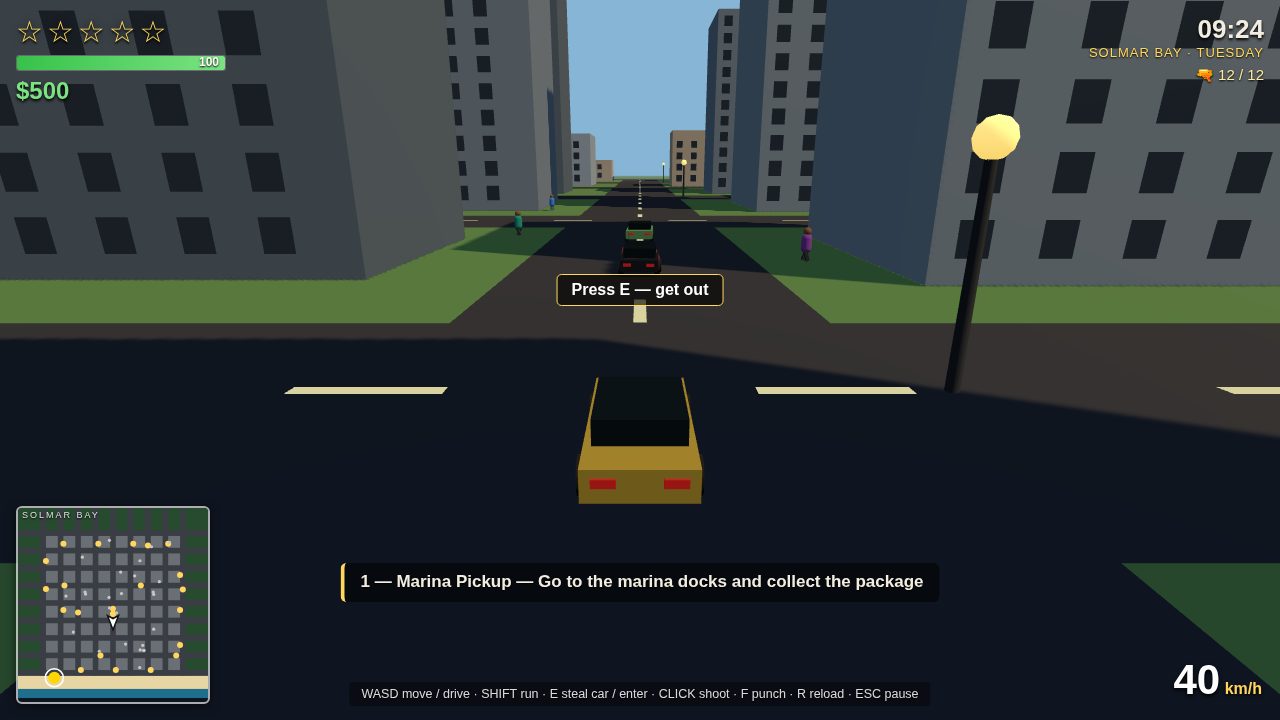 ☆☆☆☆☆
100
$500
09:24
SOLMAR BAY · TUESDAY
12 / 12
Press E — get out
SOLMAR BAY
1 — Marina Pickup — Go to the marina docks and collect the package
WASD move / drive · SHIFT run · E steal car / enter · CLICK shoot · F punch · R reload · ESC pause
40 km/h